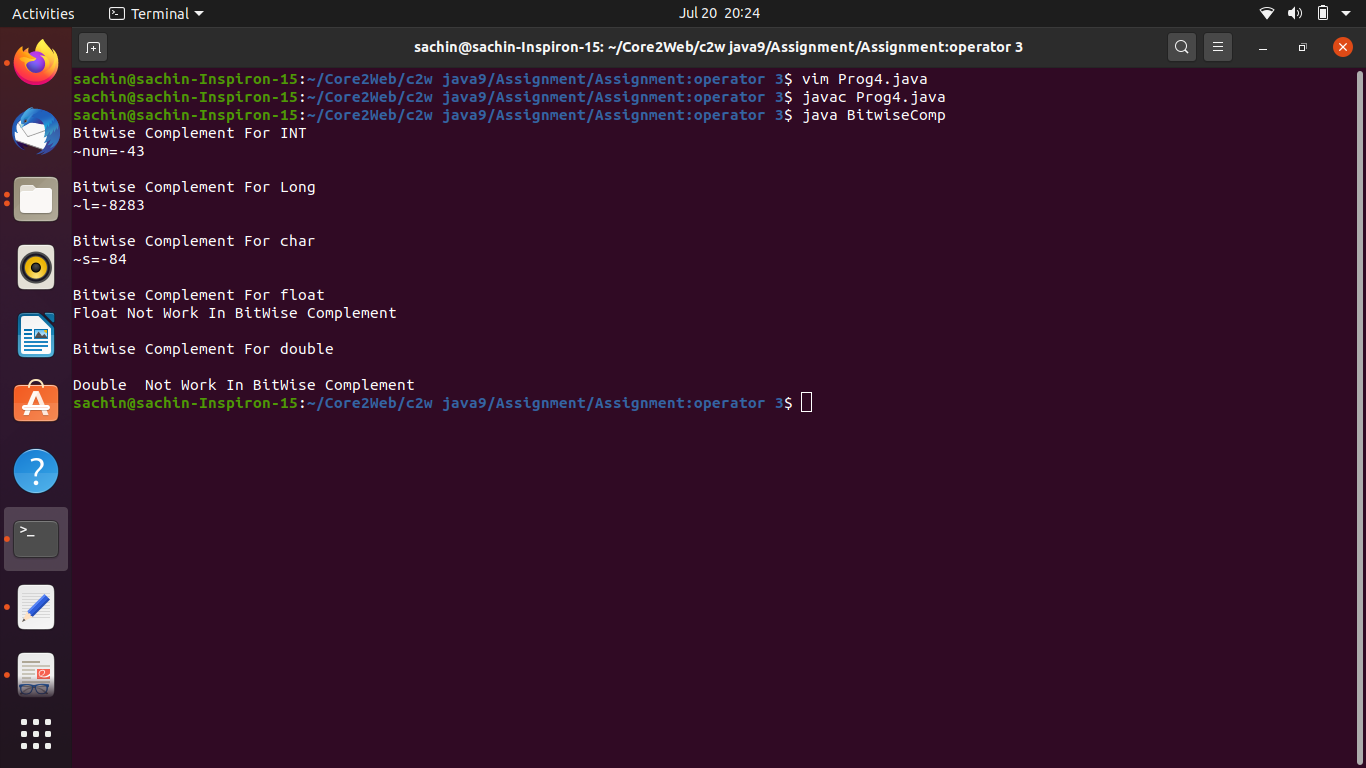 Activities Terminal Jul 20 20:24
sachin@sachin-Inspiron-15: ~/Core2Web/c2w java9/Assignment/Assignment:operator 3
sachin@sachin-Inspiron-15:~/Core2Web/c2w java9/Assignment/Assignment:operator 3$ vim Prog4.java
sachin@sachin-Inspiron-15:~/Core2Web/c2w java9/Assignment/Assignment:operator 3$ javac Prog4.java
sachin@sachin-Inspiron-15:~/Core2Web/c2w java9/Assignment/Assignment:operator 3$ java BitwiseComp
Bitwise Complement For INT
~num=-43
Bitwise Complement For Long
~l=-8283
Bitwise Complement For char
~s=-84
Bitwise Complement For float
Float Not Work In BitWise Complement
Bitwise Complement For double
Double  Not Work In BitWise Complement
sachin@sachin-Inspiron-15:~/Core2Web/c2w java9/Assignment/Assignment:operator 3$